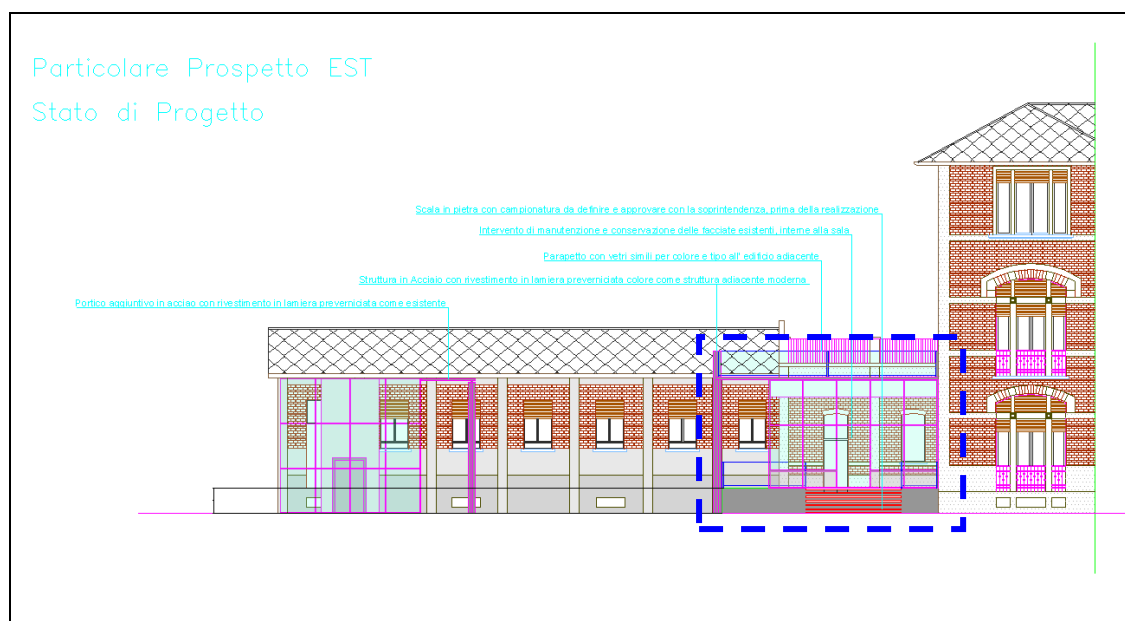 Particolare Prospetto EST
Stato di Progetto
Scala in pietra con campionatura da definire e approvare con la soprintendenza, prima della realizzazione
Intervento di manutenzione e conservazione delle facciate esistenti, interne alla sala
Parapetto con vetri simili per colore e tipo all' edificio adiacente
Struttura in Acciaio con rivestimento in lamiera preverniciata colore come struttura adiacente moderna
Portico aggiuntivo in acciao con rivestimento in lamiera preverniciata come esistente